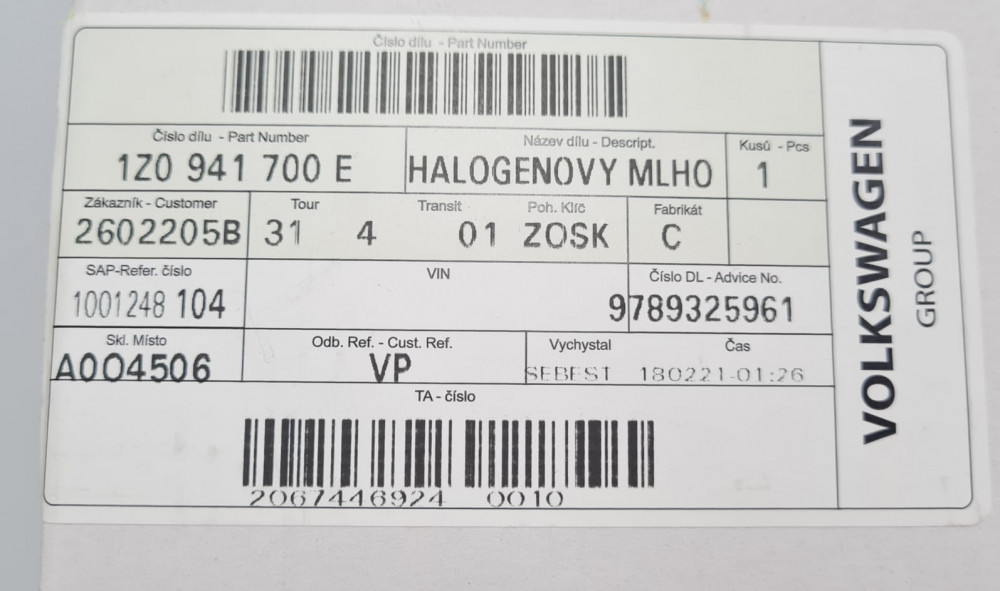 Číslo dílu - Part Number
Číslo dílu - Part Number
1Z0 941 700 E
Název dílu - Descript.
HALOGENOVY MLHO
Kusů - Pcs
1
Zákazník - Customer
2602205B
Tour
31 4
Transit
01
Poh. Klíč
ZOSK
Fabrikát
C
SAP-Refer. číslo
1001248 104
VIN
Číslo DL - Advice No.
9789325961
Skl. Místo
A004506
Odb. Ref. - Cust. Ref.
VP
Vychystal
SEBEST
Čas
180221-01:26
TA - číslo
2067446924 0010
VOLKSWAGEN
GROUP